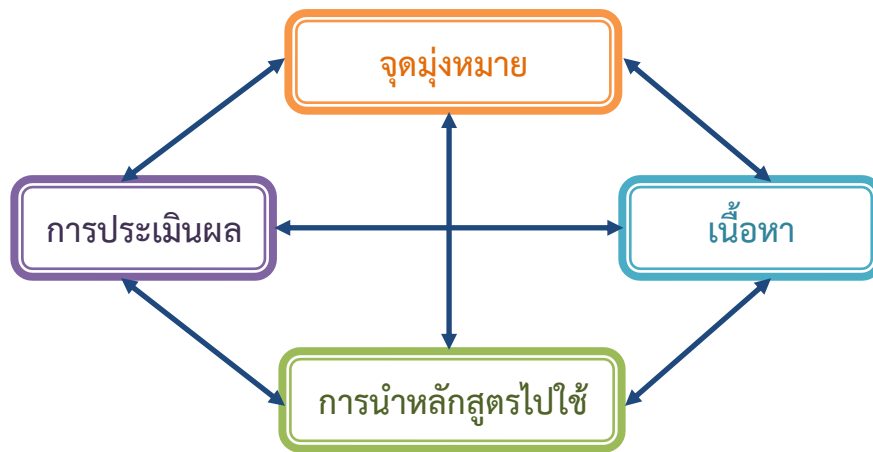 จุดมุ่งหมาย
การประเมินผล
เนื้อหา
การนำหลักสูตรไปใช้